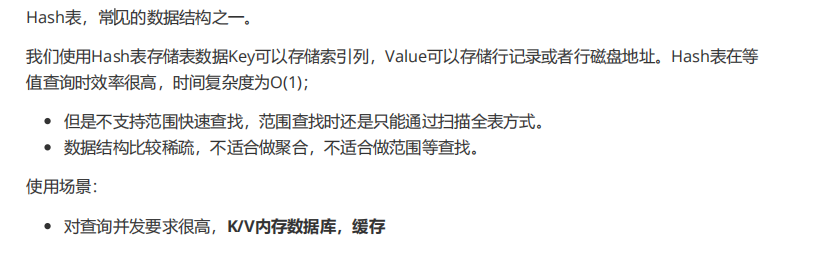 Hash表，常见的数据结构之一。
我们使用Hash表存储表数据Key可以存储索引列，Value可以存储行记录或者行磁盘地址。Hash表在等
值查询时效率很高，时间复杂度为O(1)；
• 但是不支持范围快速查找，范围查找时还是只能通过扫描全表方式。
• 数据结构比较稀疏，不适合做聚合，不适合做范围等查找。
使用场景：
• 对查询并发要求很高，K/V内存数据库，缓存